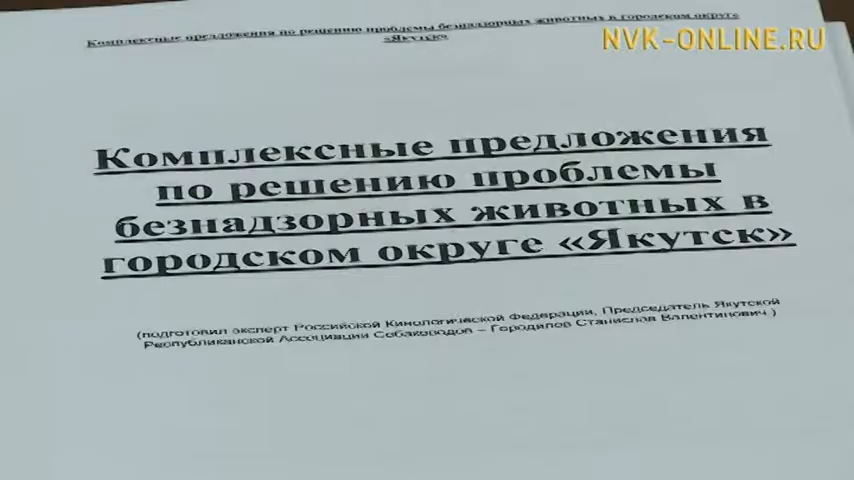 Комплексные предложения по решению проблемы безнадзорных животных в городском округе
«Якутск»
NVK-ONLINE.RU
Комплексные предложения
по решению проблемы
безнадзорных животных в
городском округе «Якутск»
(подготовил эксперт Российской Кинологической Федерации, Председатель Якутской
Республиканской Ассоциации Собаководов – Городилов Станислав Валентинович.)